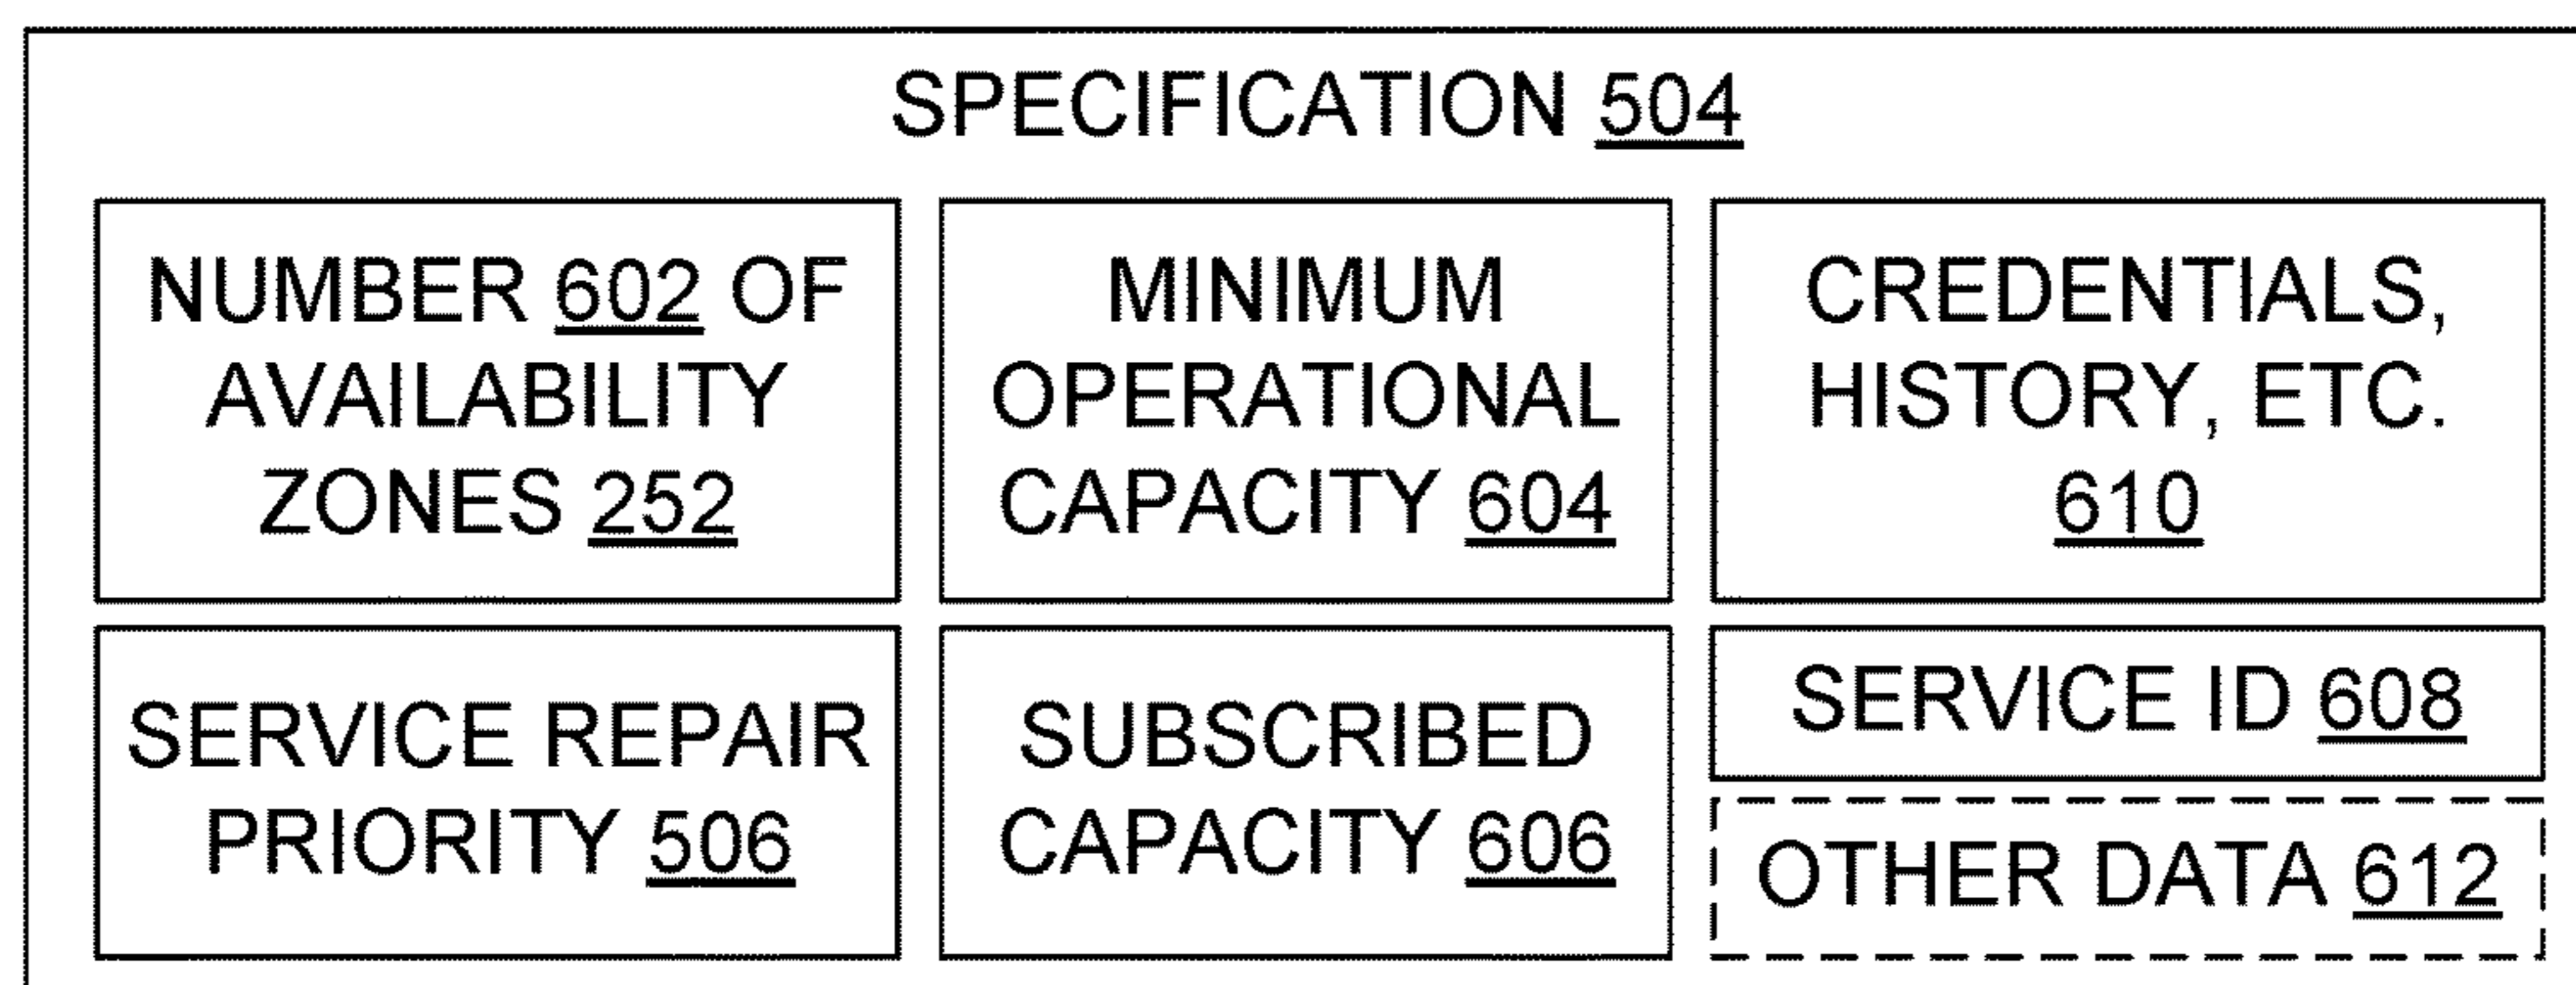 SPECIFICATION 504
NUMBER 602 OF
AVAILABILITY
ZONES 252
MINIMUM
OPERATIONAL
CAPACITY 604
CREDENTIALS,
HISTORY, ETC.
610
SERVICE REPAIR
PRIORITY 506
SUBSCRIBED
CAPACITY 606
SERVICE ID 608
OTHER DATA 612